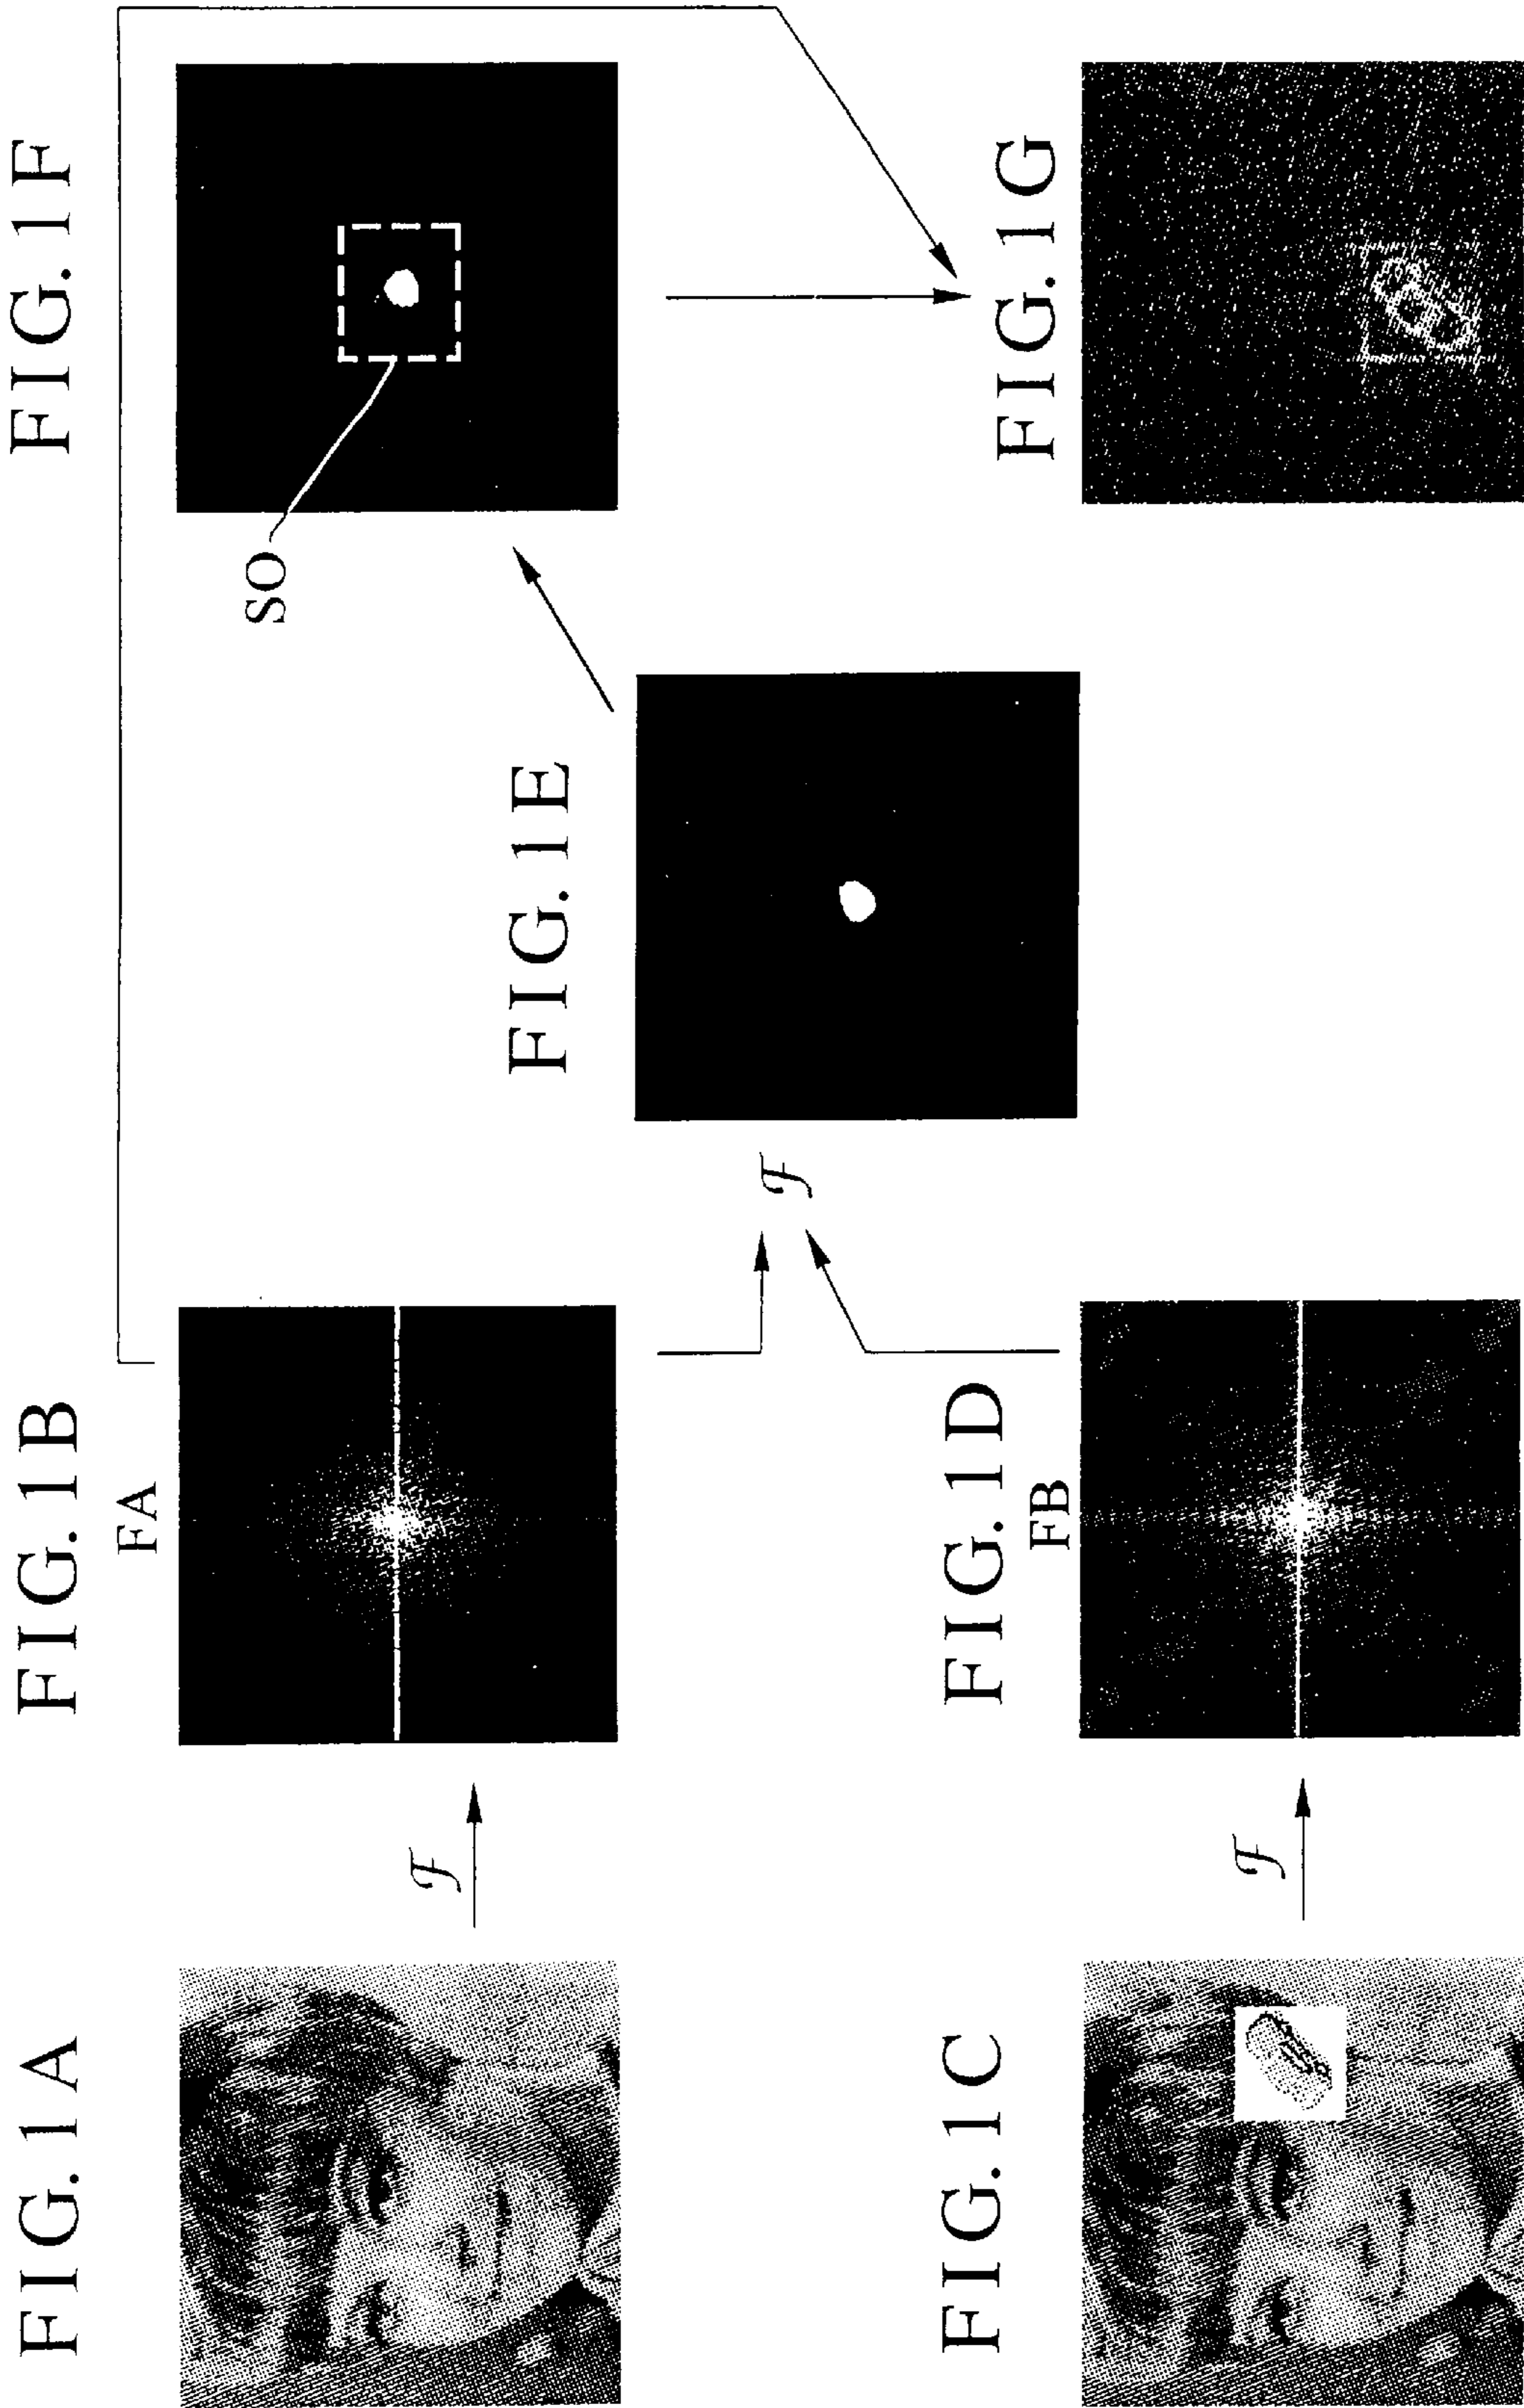 FIG. 1A
ℱ
FIG. 1B
FA
FIG. 1C
ℱ
FIG. 1D
FB
ℱ
FIG. 1E
FIG. 1F
SO
FIG. 1G